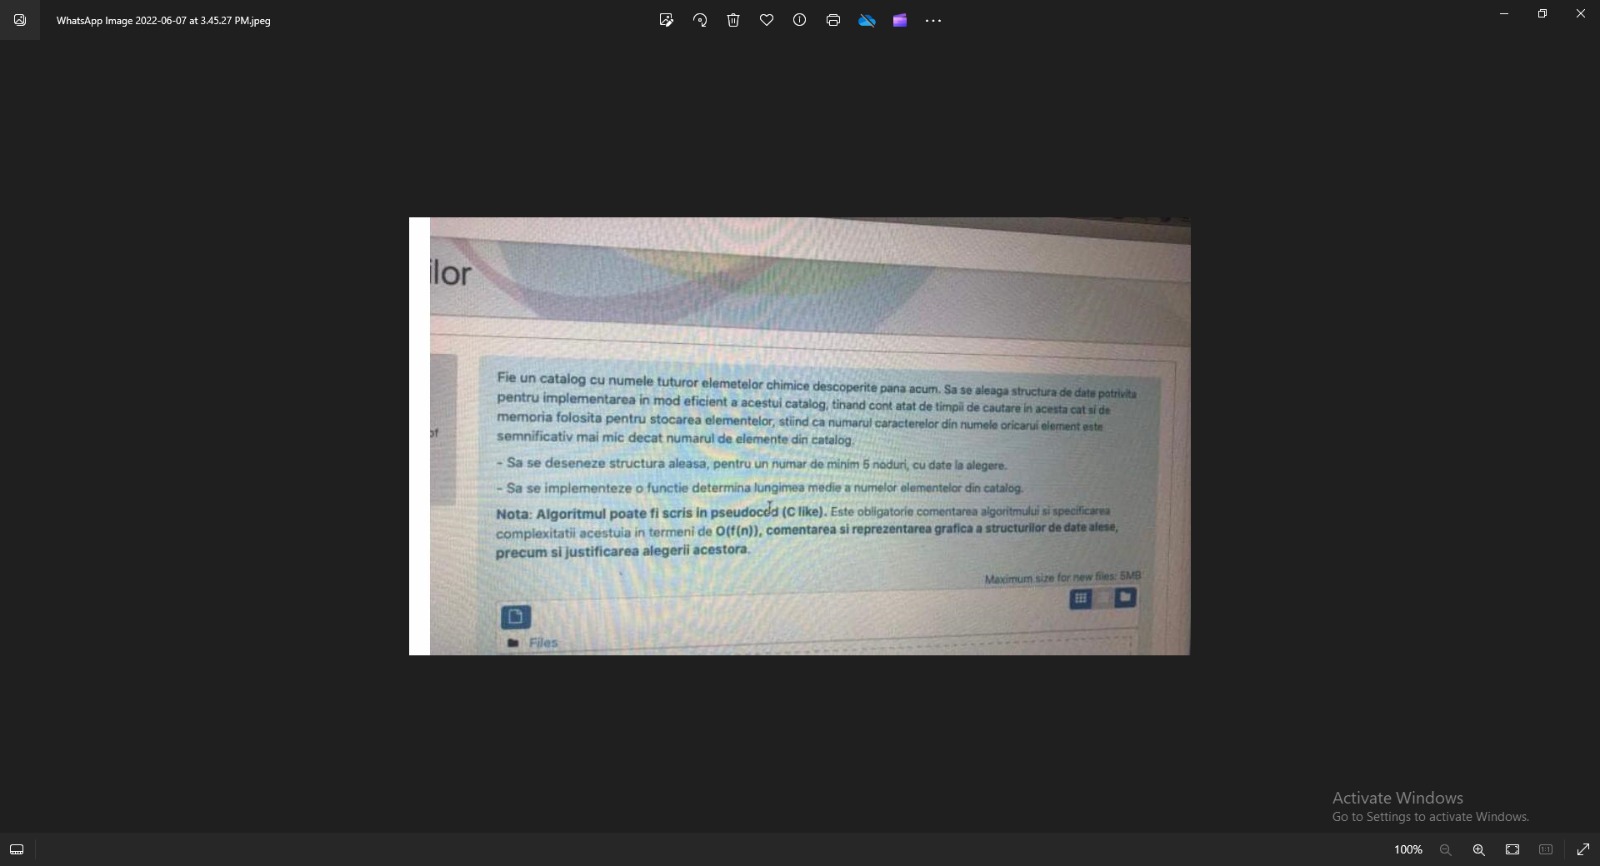 WhatsApp Image 2022-06-07 at 3.45.27 PM.jpeg
ilor
Fie un catalog cu numele tuturor elemetelor chimice descoperite pana acum. Sa se aleaga structura de date potrivita
pentru implementarea in mod eficient a acestui catalog, tinand cont atat de timpii de cautare in acesta cat si de
memoria folosita pentru stocarea elementelor, stiind ca numarul caracterelor din numele oricarui element este
of
semnificativ mai mic decat numarul de elemente din catalog.
- Sa se deseneze structura aleasa, pentru un numar de minim 5 noduri, cu date la alegere.
- Sa se implementeze o functie determina lungimea medie a numelor elementelor din catalog.
Nota: Algoritmul poate fi scris in pseudocod (C like). Este obligatorie comentarea algoritmului si specificarea
complexitatii acestuia in termeni de O(f(n)), comentarea si reprezentarea grafica a structurilor de date alese,
precum si justificarea alegerii acestora.
Maximum size for new files: 5MB
Files
Activate Windows
Go to Settings to activate Windows.
100%